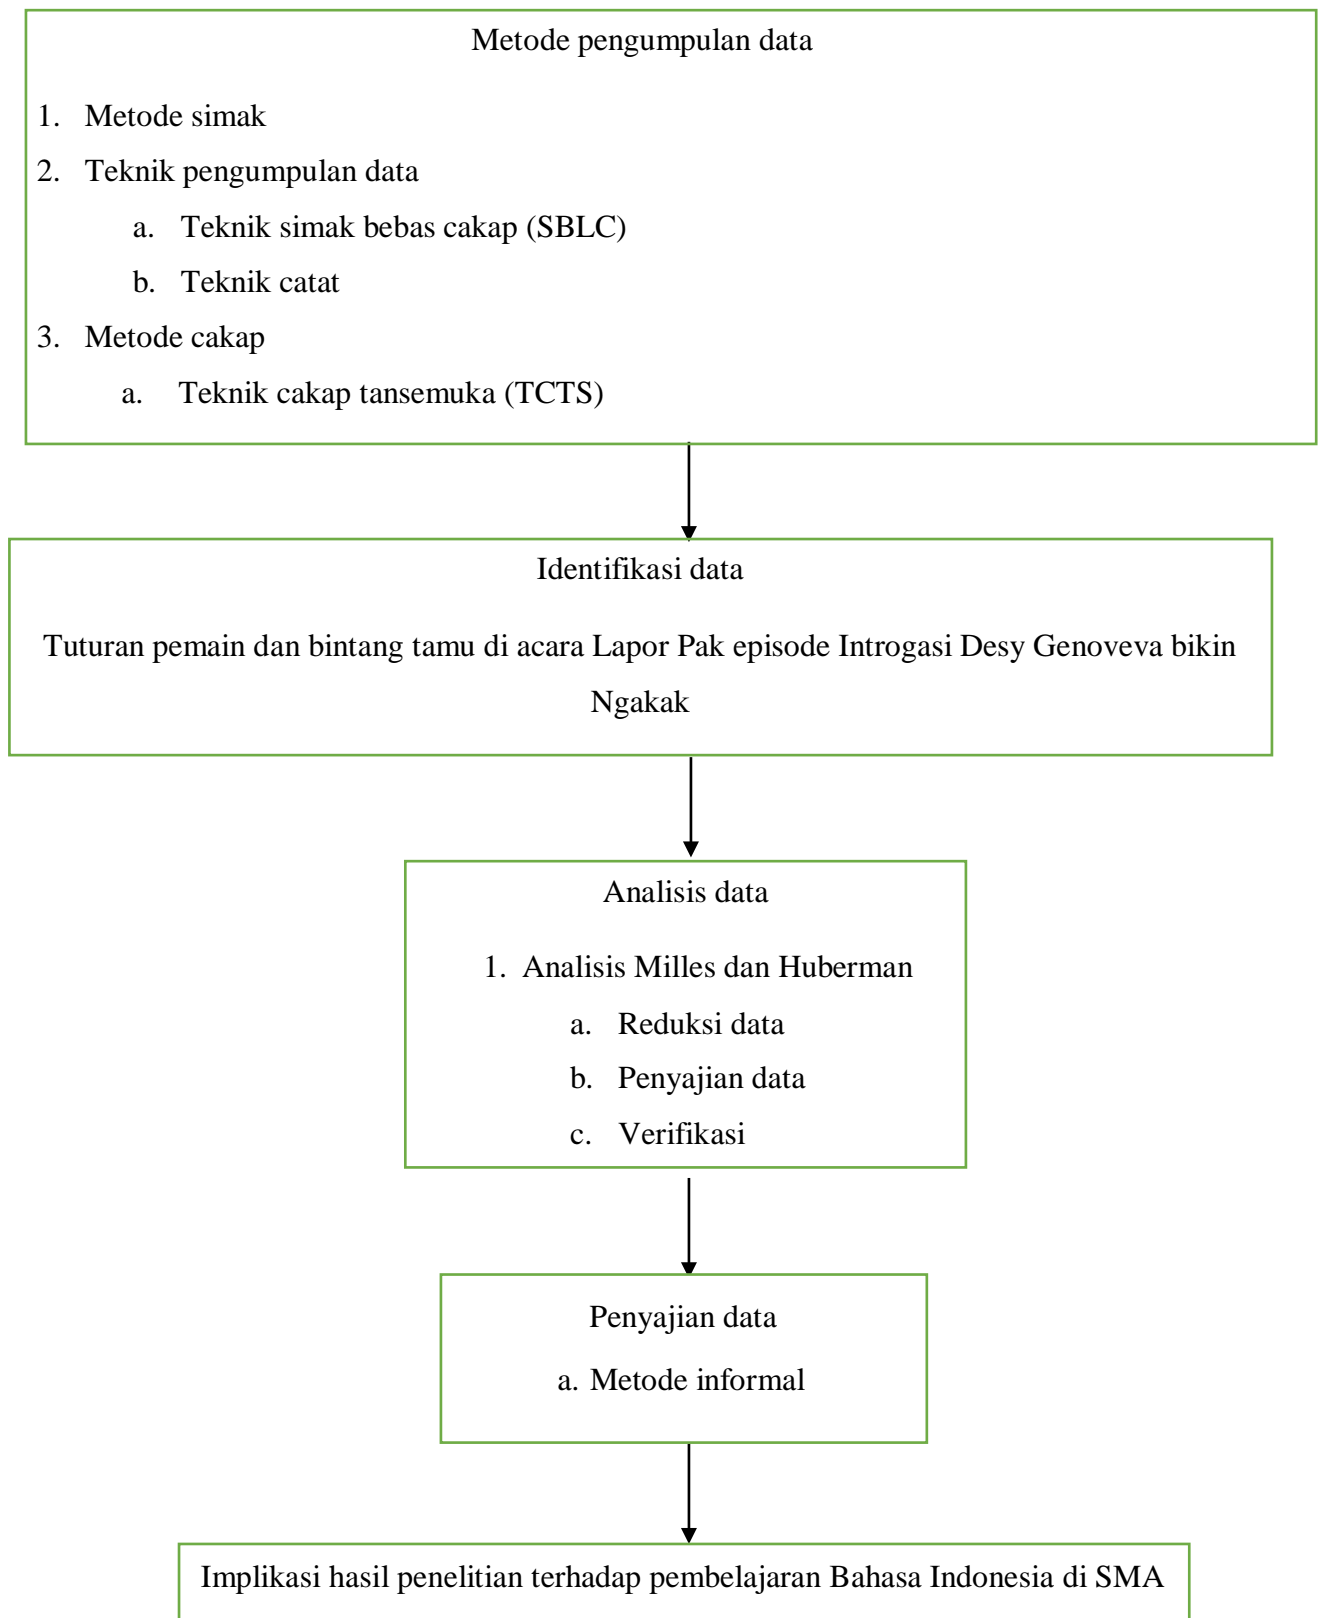 Metode pengumpulan data
1. Metode simak
2. Teknik pengumpulan data
a. Teknik simak bebas cakap (SBLC)
b. Teknik catat
3. Metode cakap
a. Teknik cakap tansemuka (TCTS)
Identifikasi data
Tuturan pemain dan bintang tamu di acara Lapor Pak episode Introgasi Desy Genoveva bikin
Ngakak
Analisis data
1. Analisis Milles dan Huberman
a. Reduksi data
b. Penyajian data
c. Verifikasi
Penyajian data
a. Metode informal
Implikasi hasil penelitian terhadap pembelajaran Bahasa Indonesia di SMA